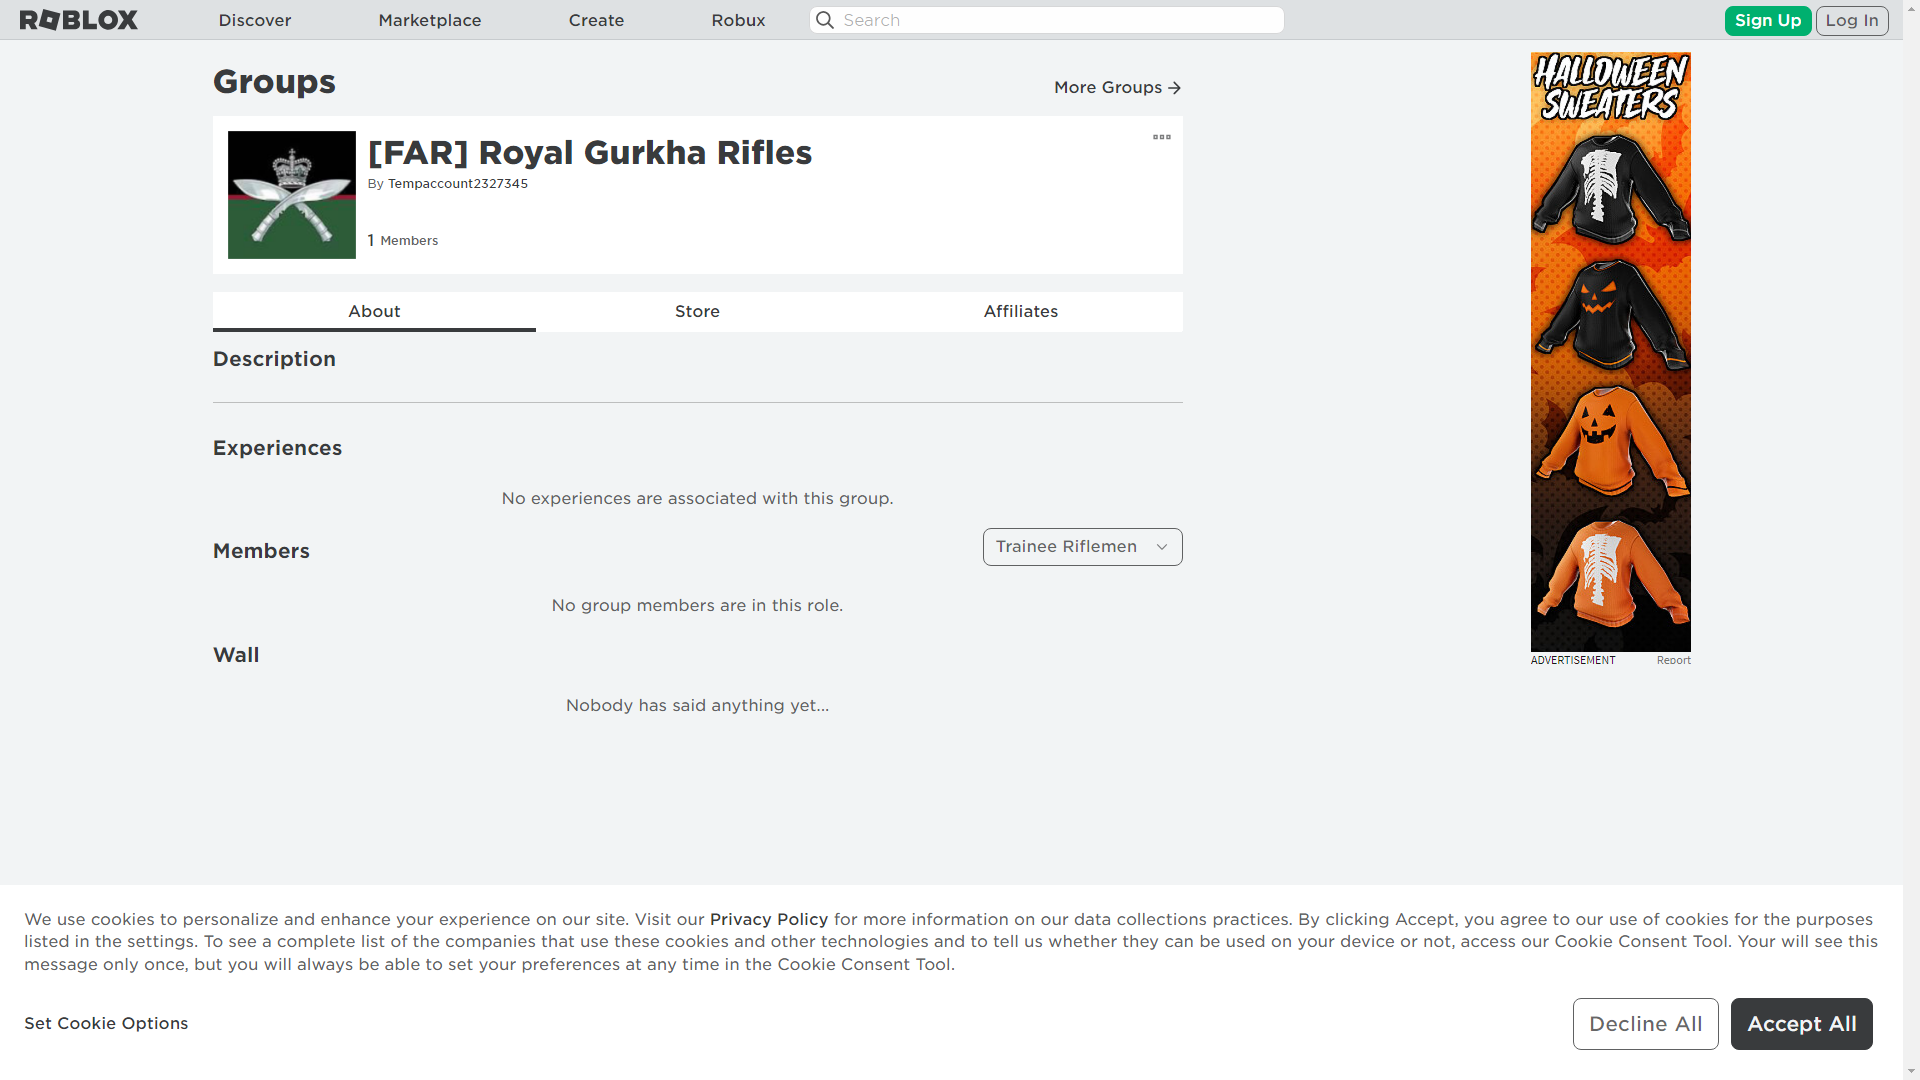 ROBLOX
Discover
Marketplace
Create
Robux
Search
Sign Up
Log In
Groups
More Groups
[FAR] Royal Gurkha Rifles
By Tempaccount2327345
1 Members
About
Store
Affiliates
Description
Experiences
No experiences are associated with this group.
Members
Trainee Riflemen
No group members are in this role.
Wall
Nobody has said anything yet...
HALLOWEEN
SWEATERS
ADVERTISEMENT
Report
We use cookies to personalize and enhance your experience on our site. Visit our Privacy Policy for more information on our data collections practices. By clicking Accept, you agree to our use of cookies for the purposes
listed in the settings. To see a complete list of the companies that use these cookies and other technologies and to tell us whether they can be used on your device or not, access our Cookie Consent Tool. Your will see this
message only once, but you will always be able to set your preferences at any time in the Cookie Consent Tool.
Set Cookie Options
Decline All
Accept All